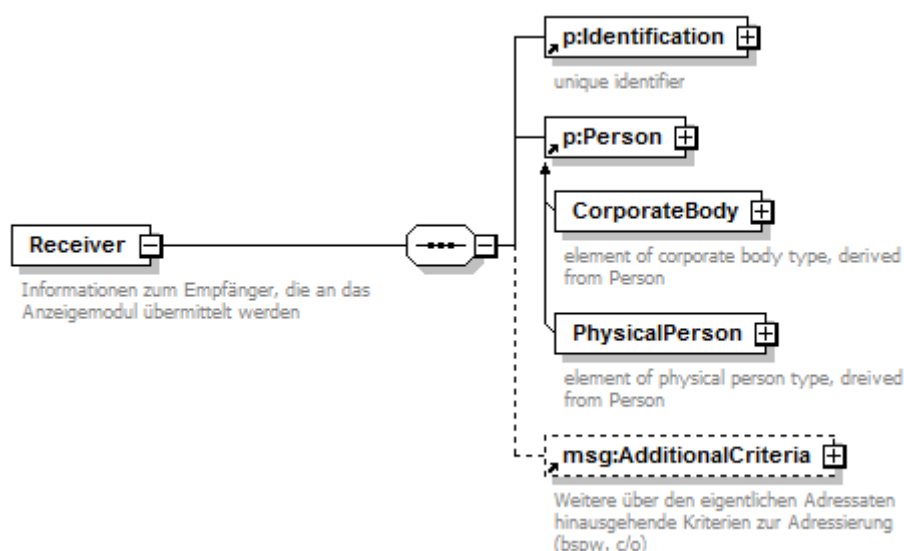 p:Identification
unique identifier
p:Person
CorporateBody
element of corporate body type, derived
from Person
Receiver
Informationen zum Empfänger, die an das
Anzeigemodul übermittelt werden
PhysicalPerson
element of physical person type, dreived
from Person
msg:AdditionalCriteria
Weitere über den eigentlichen Adressaten
hinausgehende Kriterien zur Adressierung
(bspw. c/o)